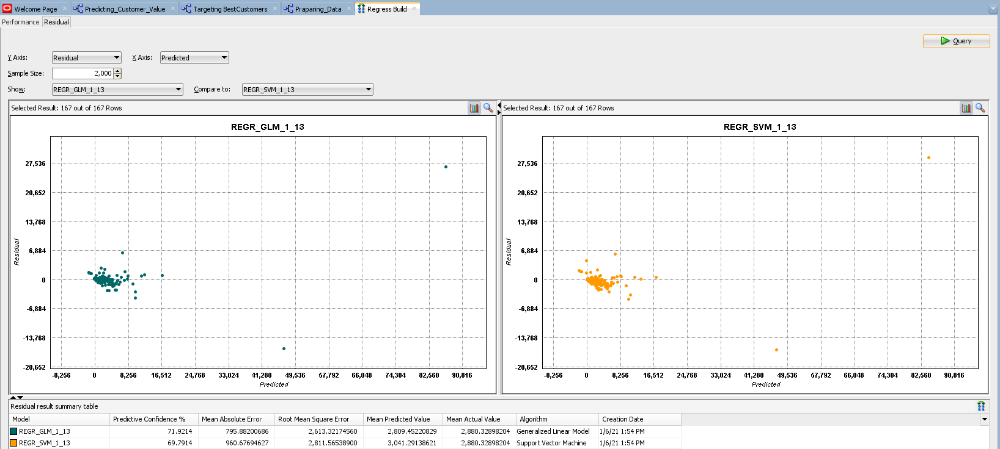 Welcome Page Predicting_Customer_Value Targeting BestCustomers Praparing_Data Regress Build
Performance Residual
Query
Y Axis: Residual X Axis: Predicted
Sample Size: 2,000
Show: REGR_GLM_1_13 Compare to: REGR_SVM_1_13
Selected Result: 167 out of 167 Rows
REGR_GLM_1_13
27,536
20,652
13,768
6,884
0
-6,884
-13,768
-20,652
Residual
-8,256 0 8,256 16,512 24,768 33,024 41,280 49,536 57,792 66,048 74,304 82,560 90,816
Predicted
Selected Result: 167 out of 167 Rows
REGR_SVM_1_13
27,536
20,652
13,768
6,884
0
-6,884
-13,768
-20,652
Residual
-8,256 0 8,256 16,512 24,768 33,024 41,280 49,536 57,792 66,048 74,304 82,560 90,816
Predicted
Residual result summary table
Model Predictive Confidence % Mean Absolute Error Root Mean Square Error Mean Predicted Value Mean Actual Value Algorithm Creation Date
REGR_GLM_1_13 71.9214 795.88200686 2,613.32174560 2,809.45220829 2,880.32898204 Generalized Linear Model 1/6/21 1:54 PM
REGR_SVM_1_13 69.7914 960.67694627 2,811.56538900 3,041.29138621 2,880.32898204 Support Vector Machine 1/6/21 1:54 PM